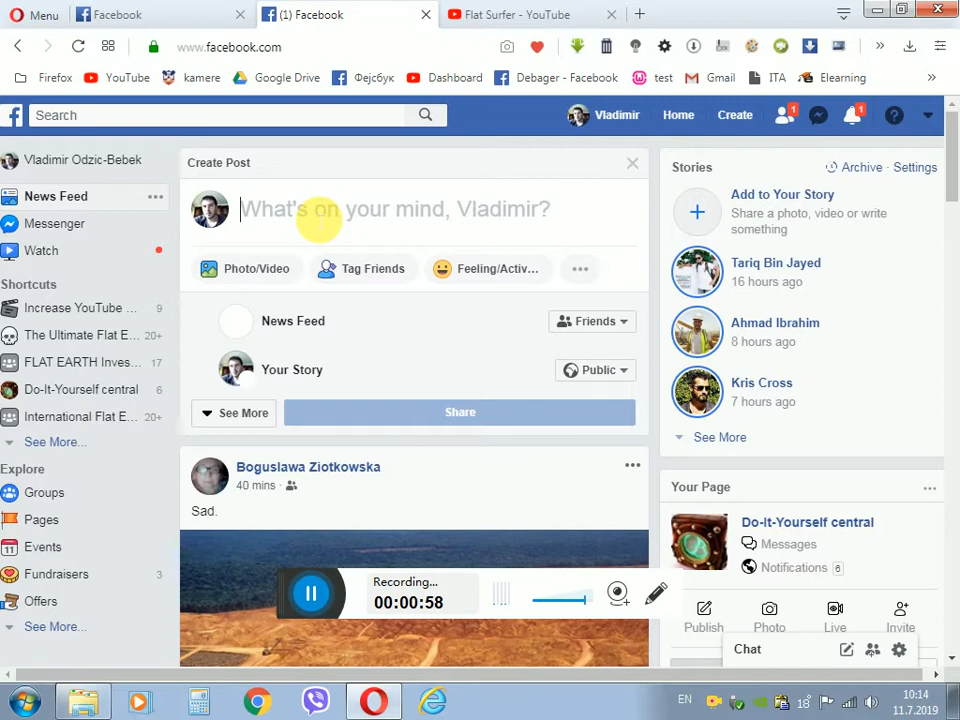 Menu
Facebook
(1) Facebook
Flat Surfer - YouTube
www.facebook.com
Firefox
YouTube
kamere
Google Drive
Фејсбук
Dashboard
Debager - Facebook
test
Gmail
ITA
Elearning
Search
Vladimir
Home
Create
1
1
Vladimir Odzic-Bebek
News Feed
Messenger
Watch
Shortcuts
Increase YouTube ... 9
The Ultimate Flat E... 20+
FLAT EARTH Inves... 17
Do-It-Yourself central 6
International Flat E... 20+
See More...
Explore
Groups
Pages
Events
11
Fundraisers 3
Offers
See More...
Create Post
What's on your mind, Vladimir?
Photo/Video
Tag Friends
Feeling/Activ...
News Feed
Friends
Your Story
Public
See More
Share
Boguslawa Ziotkowska
40 mins
Sad.
Recording...
00:00:58
Stories
Archive · Settings
Add to Your Story
Share a photo, video or write
something
Tariq Bin Jayed
16 hours ago
Ahmad Ibrahim
8 hours ago
Kris Cross
7 hours ago
See More
Your Page
Do-It-Yourself central
Messages
Notifications 6
Publish
Photo
Live
Invite
Chat
EN
18°
10:14
11.7.2019